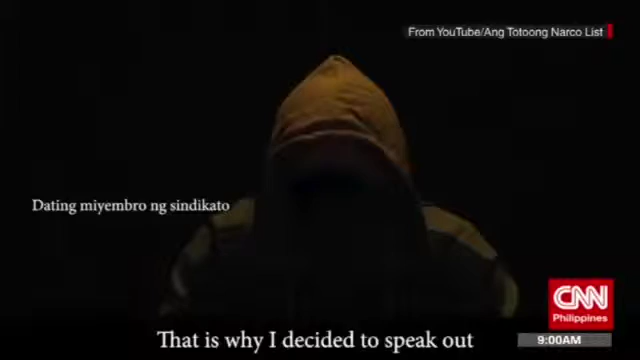 From YouTube/Ang Totoong Narco List
Dating miyembro ng sindikato
CNN
Philippines
That is why I decided to speak out
9:00AM